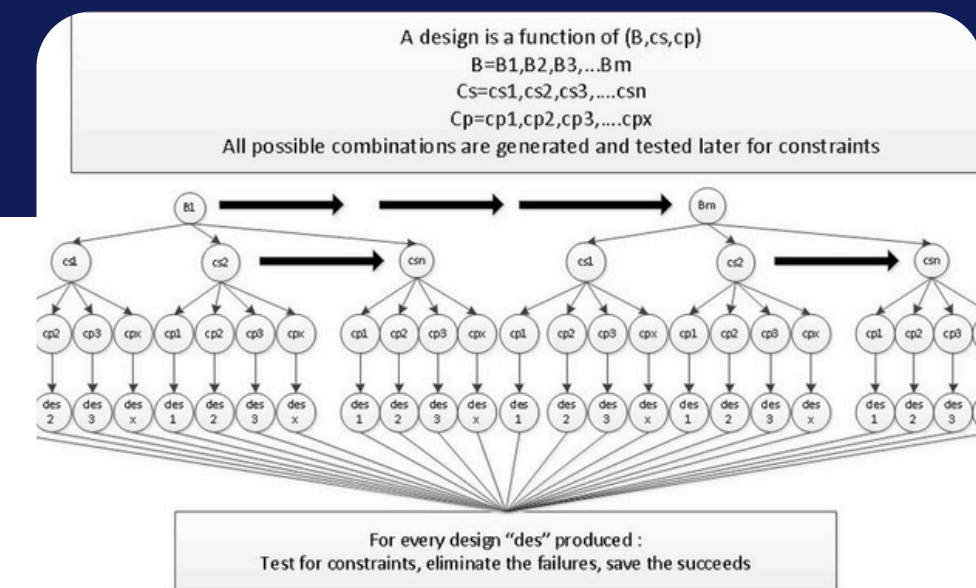 A design is a function of (B,cs,cp)
B=B1,B2,B3,...Bm
Cs=cs1,cs2,cs3,....csn
Cp=cp1,cp2,cp3,....cpx
All possible combinations are generated and tested later for constraints
B1 Bm
cs1 cs2 csn cs1 cs2 csn
cp2 cp3 cpx cp1 cp2 cp3 cpx cp1 cp2 cp3 cpx cp1 cp2 cp3 cpx cp1 cp2 cp3 cpx cp1 cp2 cp3
des des des des des des des des des des des des des des des des des des des des des des
2 3 x 1 2 3 x 1 2 3 x 1 2 3 x 1 2 3 x 1 2 3
For every design “des” produced :
Test for constraints, eliminate the failures, save the succeeds